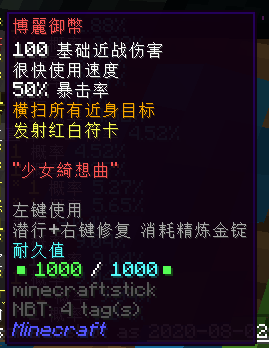 博麗御幣
100 基础近战伤害
很快使用速度
50% 暴击率
横扫所有近身目标
发射红白符卡
"少女綺想曲"
左键使用
潜行+右键修复 消耗精炼金锭
耐久值
■ 1000 / 1000 ■
minecraft:stick
NBT: 4 tag(s)
Minecraft